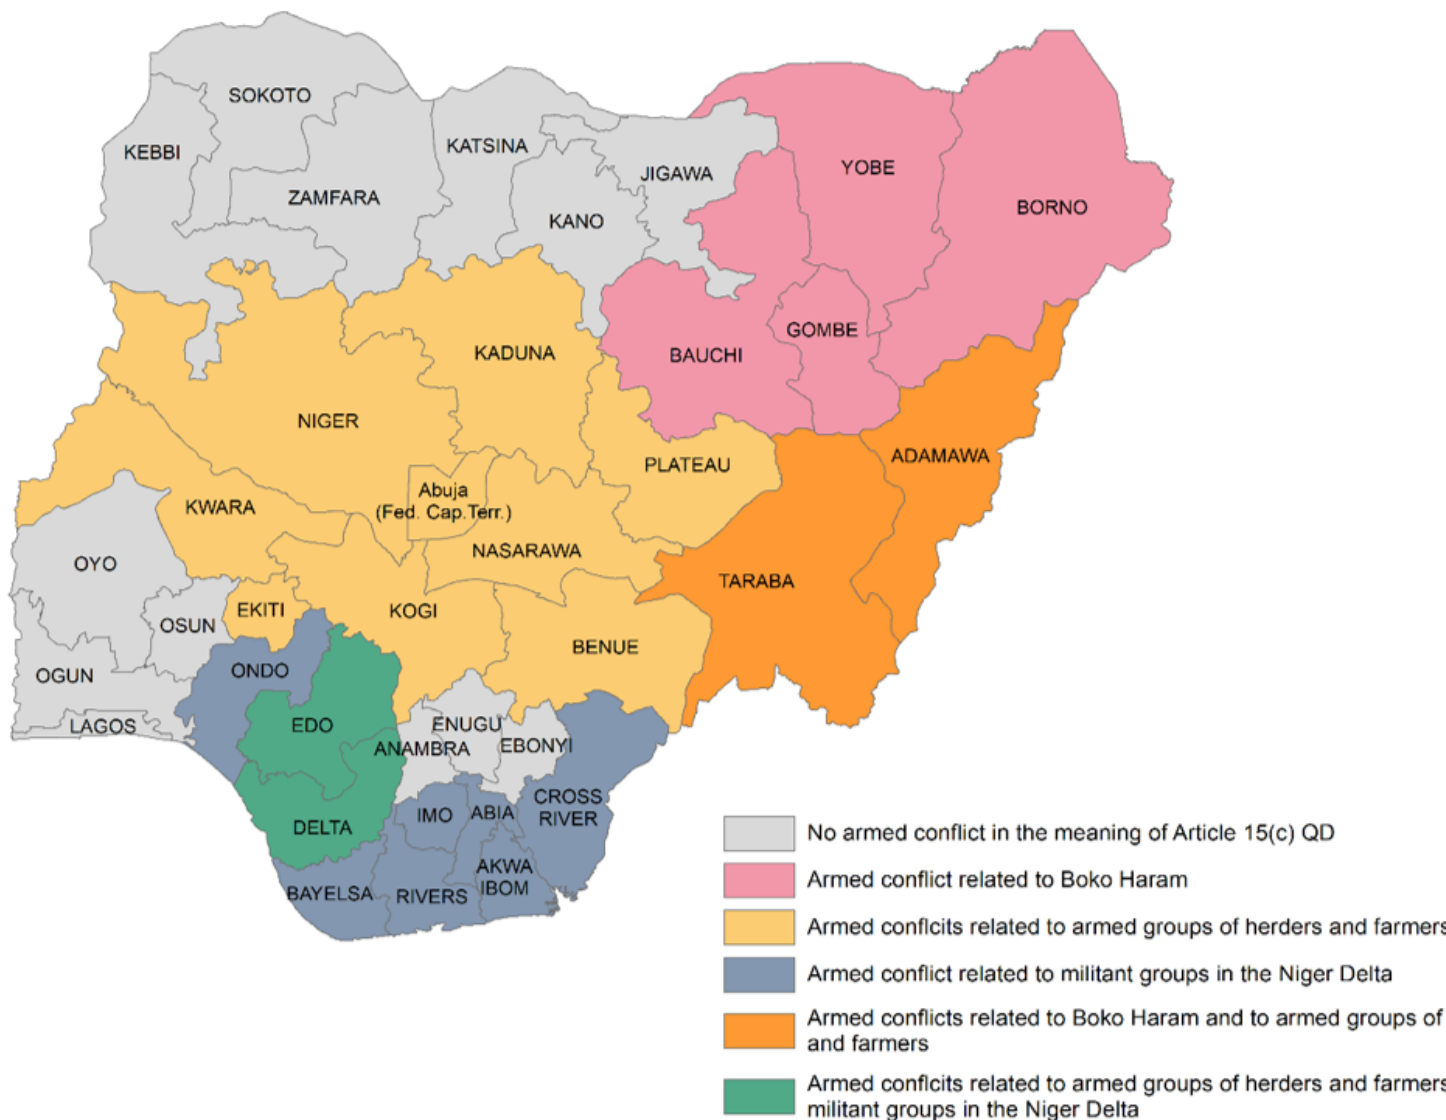 SOKOTO
KEBBI
KATSINA
ZAMFARA
JIGAWA
KANO
YOBE
BORNO
GOMBE
BAUCHI
KADUNA
NIGER
ADAMAWA
PLATEAU
Abuja
(Fed. Cap.Terr.)
KWARA
NASARAWA
OYO
TARABA
EKITI
KOGI
OSUN
BENUE
ONDO
OGUN
LAGOS
EDO
ENUGU
ANAMBRA
EBONYI
CROSS
RIVER
IMO
ABIA
DELTA
AKWA
IBOM
BAYELSA
RIVERS
No armed conflict in the meaning of Article 15(c) QD
Armed conflict related to Boko Haram
Armed conflcits related to armed groups of herders and farmers
Armed conflict related to militant groups in the Niger Delta
Armed conflicts related to Boko Haram and to armed groups of
and farmers
Armed conflcits related to armed groups of herders and farmers
militant groups in the Niger Delta